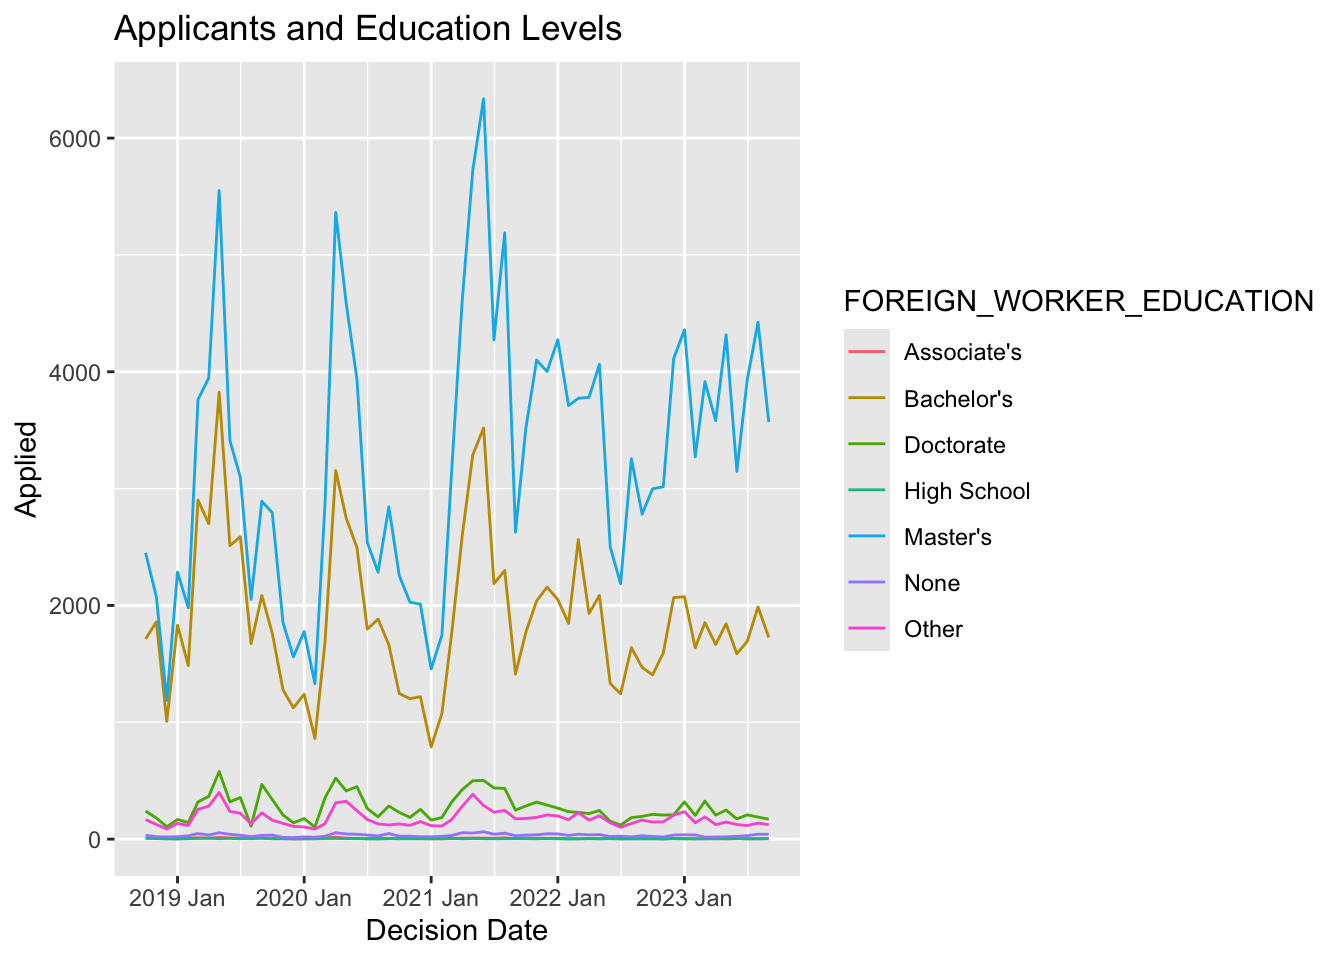 Applicants and Education Levels
6000
4000
2000
0
Applied
2019 Jan
2020 Jan
2021 Jan
2022 Jan
2023 Jan
Decision Date
FOREIGN_WORKER_EDUCATION
Associate's
Bachelor's
Doctorate
High School
Master's
None
Other